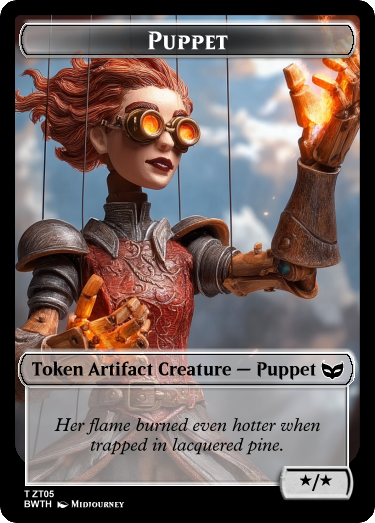 Puppet
Token Artifact Creature — Puppet
Her flame burned even hotter when
trapped in lacquered pine.
★/★
T ZT05
BWTH Midjourney